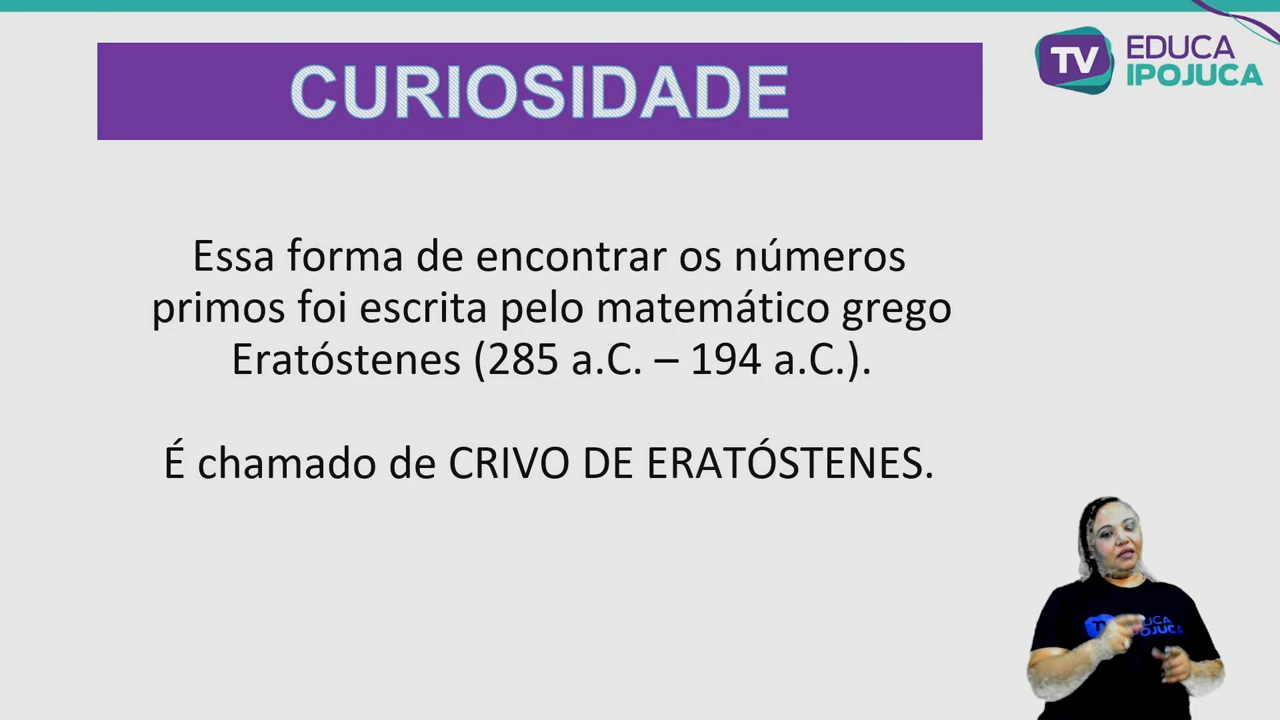 CURIOSIDADE
TV EDUCA
IPOJUCA
Essa forma de encontrar os números
primos foi escrita pelo matemático grego
Eratóstenes (285 a.C. – 194 a.C.).
É chamado de CRIVO DE ERATÓSTENES.